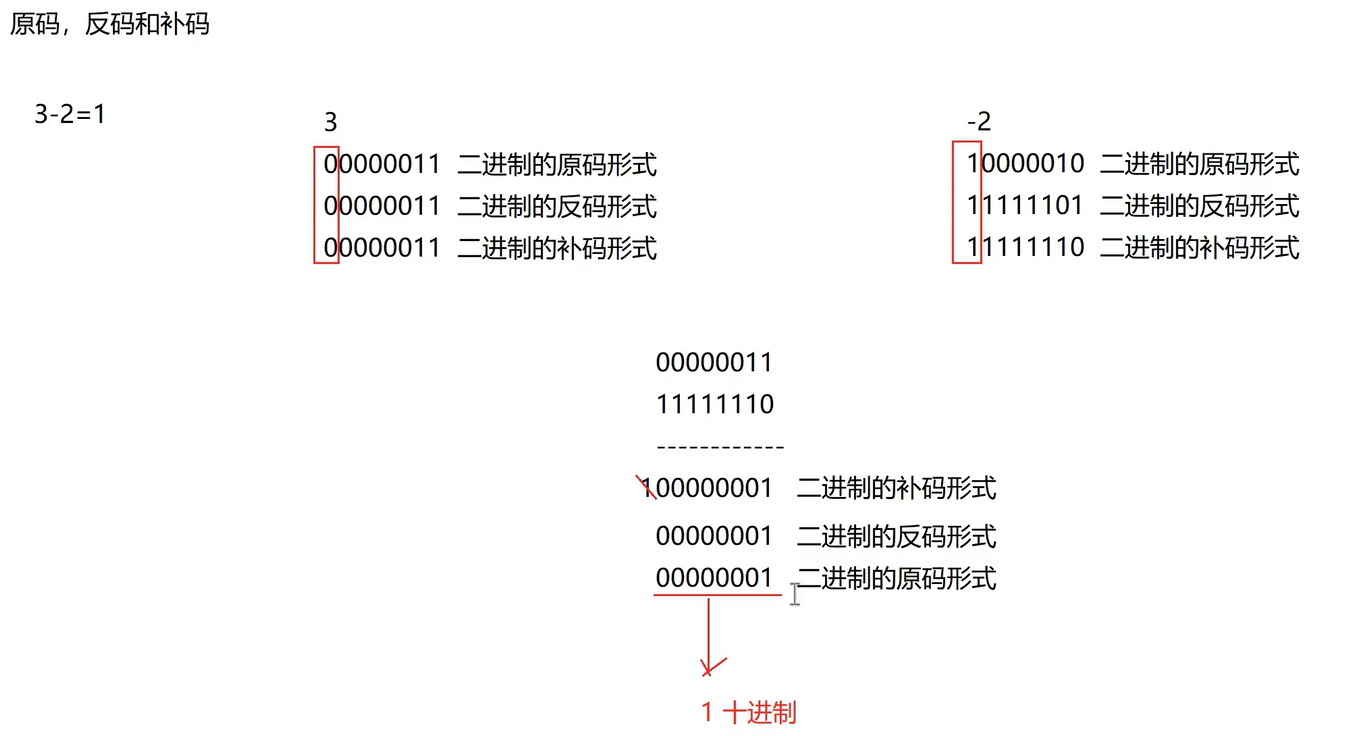 原码，反码和补码
3-2=1
3
00000011 二进制的原码形式
00000011 二进制的反码形式
00000011 二进制的补码形式
-2
10000010 二进制的原码形式
11111101 二进制的反码形式
11111110 二进制的补码形式
00000011
11111110
------------
100000001 二进制的补码形式
00000001 二进制的反码形式
00000001 二进制的原码形式
1 十进制